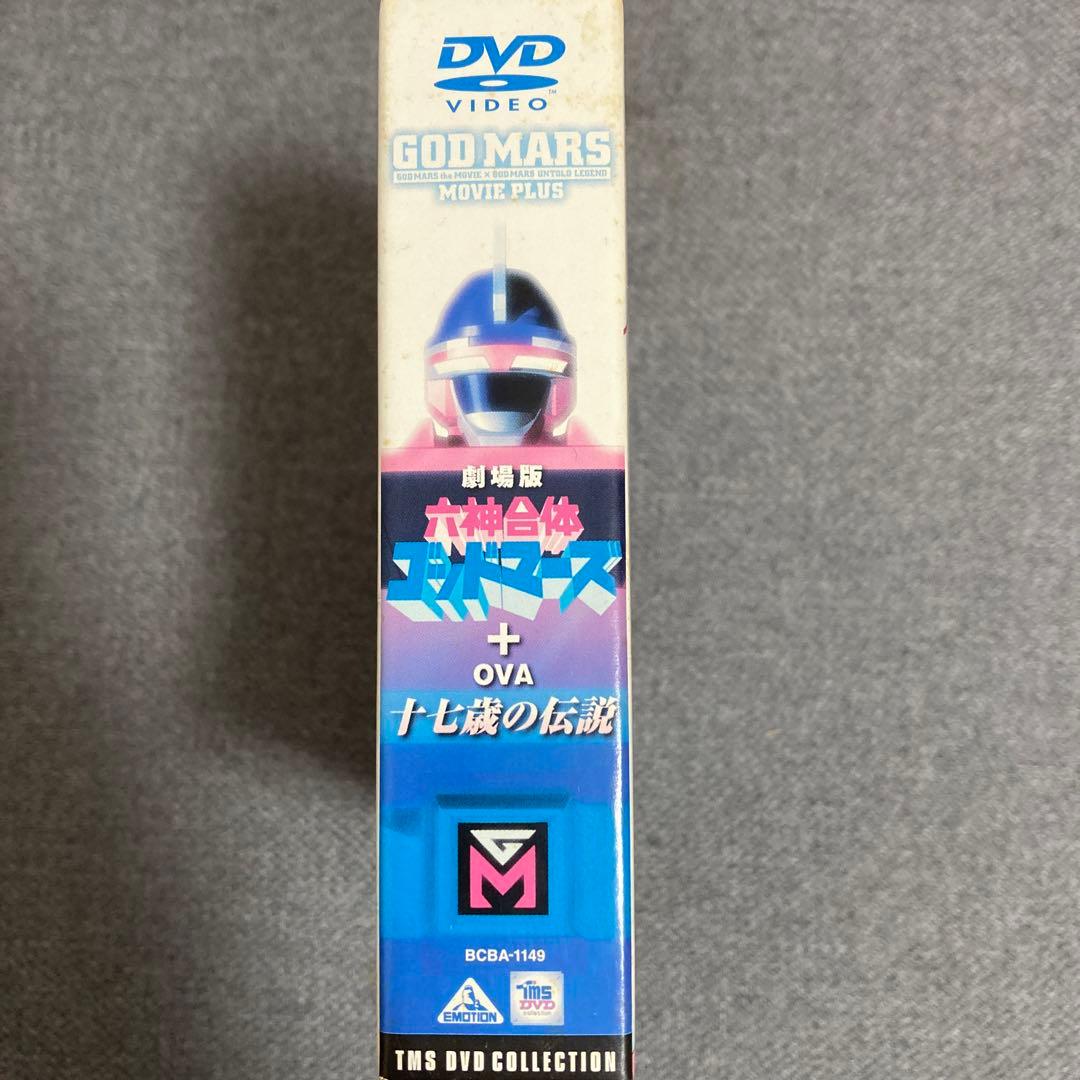 DVD
VIDEO
GOD MARS
GOD MARS the MOVIE × GOD MARS UNTOLD LEGEND
MOVIE PLUS
劇場版
六神合体
ゴッドマーズ
+
OVA
十七歳の伝説
GM
BCBA-1149
EMOTION
TMS
DVD
collection
TMS DVD COLLECTION